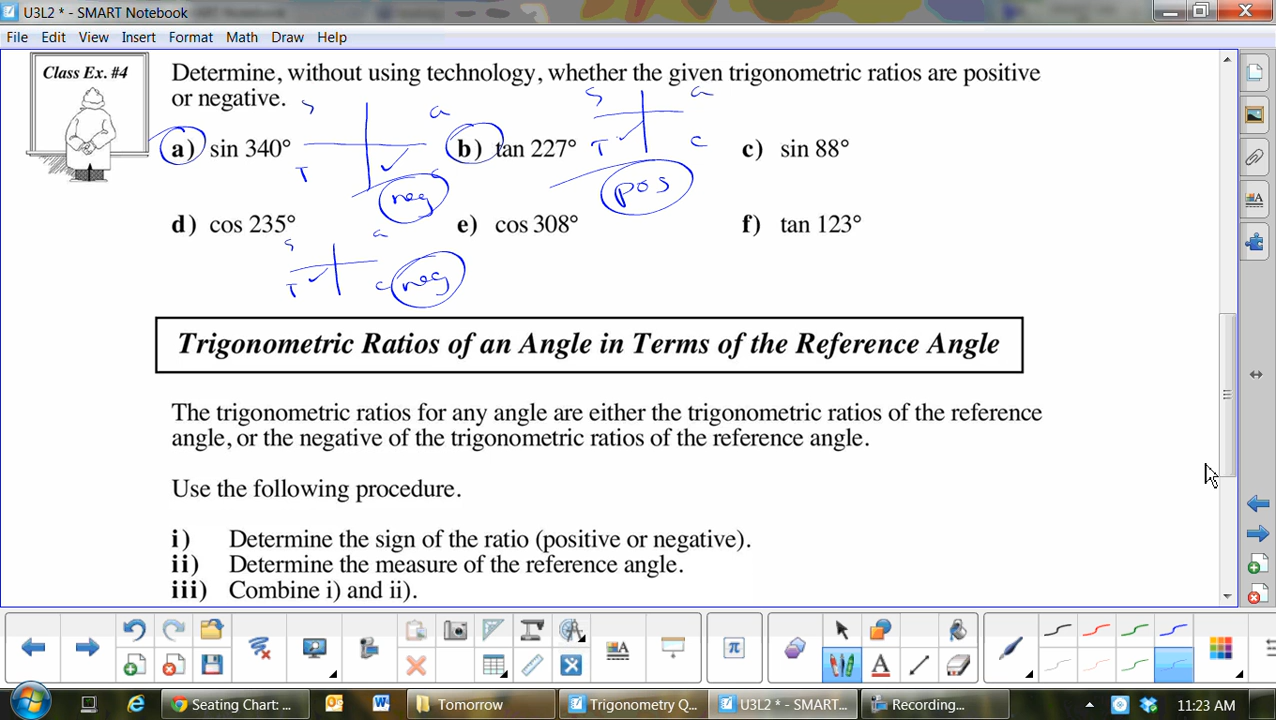 U3L2 * - SMART Notebook
File Edit View Insert Format Math Draw Help
Class Ex. #4
Determine, without using technology, whether the given trigonometric ratios are positive
or negative.
S a
S a
a) sin 340° b) tan 227° c) sin 88°
T C
T C
neg pos
d) cos 235° e) cos 308° f) tan 123°
S a
T C neg
Trigonometric Ratios of an Angle in Terms of the Reference Angle
The trigonometric ratios for any angle are either the trigonometric ratios of the reference
angle, or the negative of the trigonometric ratios of the reference angle.
Use the following procedure.
i) Determine the sign of the ratio (positive or negative).
ii) Determine the measure of the reference angle.
iii) Combine i) and ii).
Seating Chart: ... Tomorrow Trigonometry Q... U3L2 * - SMART... Recording... 11:23 AM